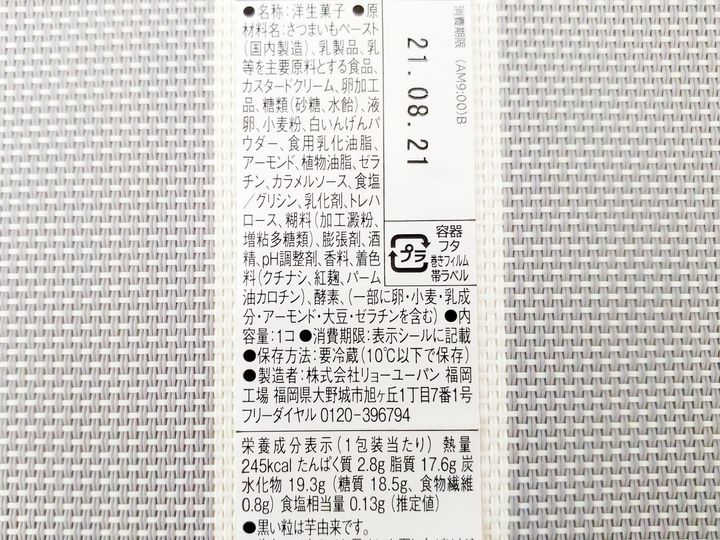 ●名称:洋生菓子 ●原
材料名:さつまいもペースト
(国内製造)、乳製品、乳
等を主要原料とする食品、
カスタードクリーム、卵加工
品、糖類(砂糖、水飴)、液
卵、小麦粉、白いんげんパ
ウダー、食用乳化油脂、
アーモンド、植物油脂、ゼラ
チン、カラメルソース、食塩
/グリシン、乳化剤、トレハ
ロース、糊料(加工澱粉、
増粘多糖類)、膨張剤、酒
精、pH調整剤、香料、着色
料(クチナシ、紅麹、パーム
油カロチン)、酵素、(一部に卵・小麦・乳成
分・アーモンド・大豆・ゼラチンを含む) ●内
容量:1コ ●消費期限:表示シールに記載
●保存方法:要冷蔵(10℃以下で保存)
●製造者:株式会社リョーユーパン 福岡
工場 福岡県大野城市旭ヶ丘1丁目7番1号
フリーダイヤル 0120-396794
消費期限 (AM9:00)B
21.08.21
プラ
容器
フタ
巻きフィルム
帯ラベル
栄養成分表示(1包装当たり) 熱量
245kcal たんぱく質 2.8g 脂質 17.6g 炭
水化物 19.3g (糖質 18.5g、食物繊維
0.8g) 食塩相当量 0.13g (推定値)
●黒い粒は芋由来です。